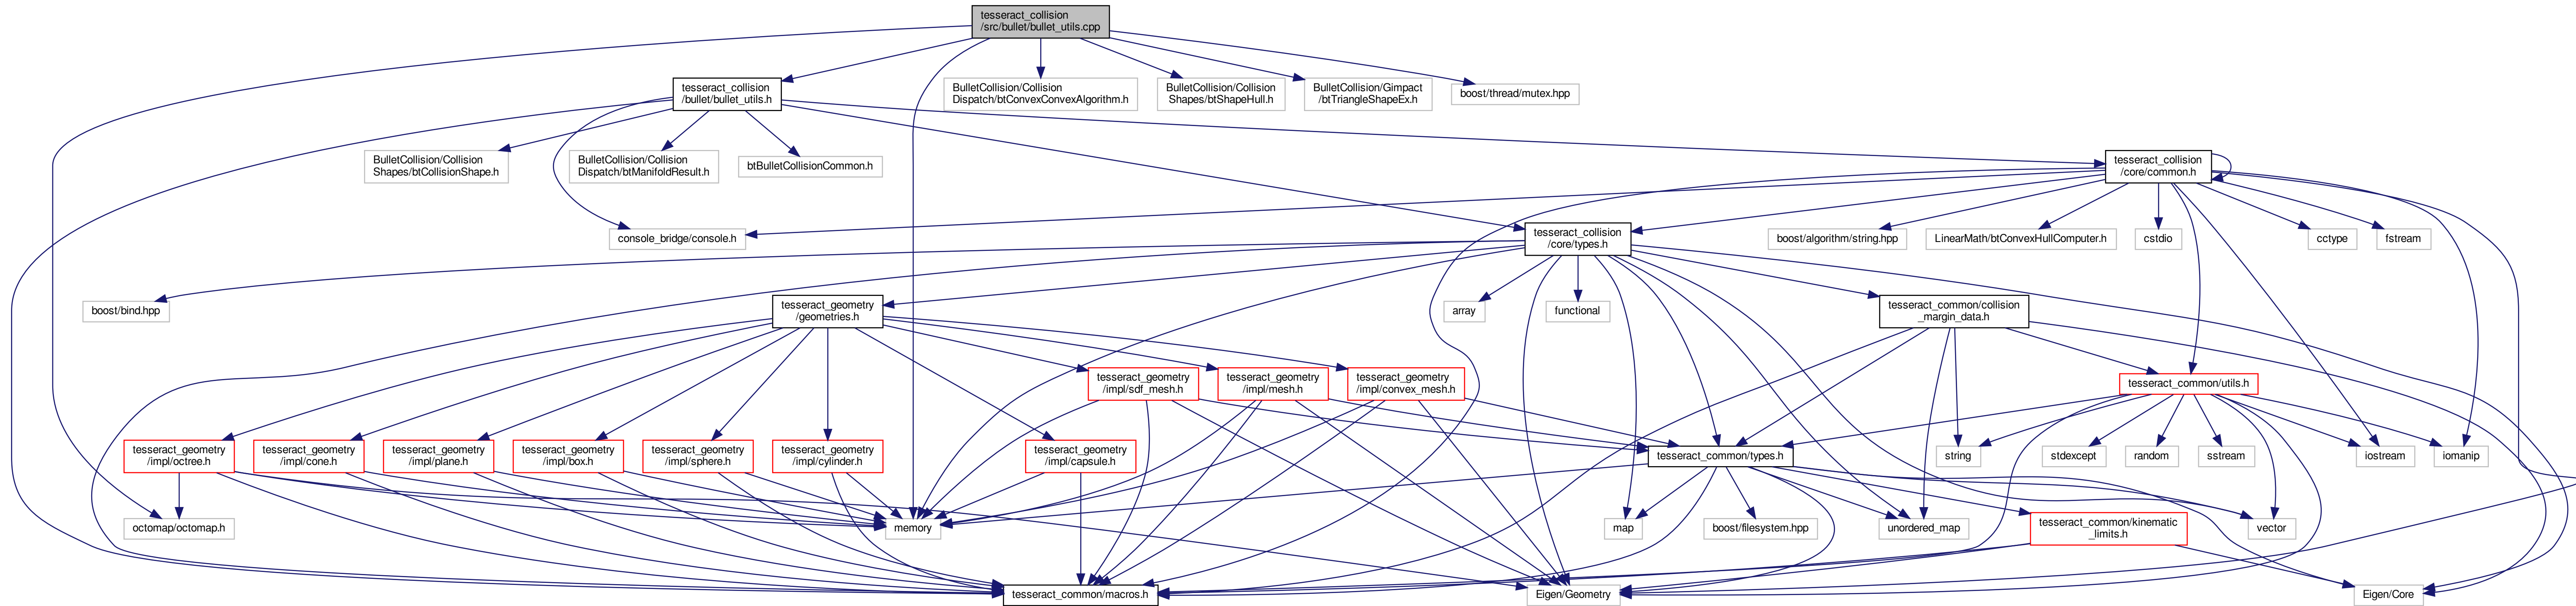 tesseract_collision
/src/bullet/bullet_utils.cpp
tesseract_collision
/bullet/bullet_utils.h
BulletCollision/Collision
Dispatch/btConvexConvexAlgorithm.h
BulletCollision/Collision
Shapes/btShapeHull.h
BulletCollision/Gimpact
/btTriangleShapeEx.h
boost/thread/mutex.hpp
BulletCollision/Collision
Shapes/btCollisionShape.h
BulletCollision/Collision
Dispatch/btManifoldResult.h
btBulletCollisionCommon.h
tesseract_collision
/core/common.h
console_bridge/console.h
tesseract_collision
/core/types.h
boost/algorithm/string.hpp
LinearMath/btConvexHullComputer.h
cstdio
cctype
fstream
boost/bind.hpp
tesseract_geometry
/geometries.h
array
functional
tesseract_common/collision
_margin_data.h
tesseract_geometry
/impl/sdf_mesh.h
tesseract_geometry
/impl/mesh.h
tesseract_geometry
/impl/convex_mesh.h
tesseract_common/utils.h
tesseract_geometry
/impl/octree.h
tesseract_geometry
/impl/cone.h
tesseract_geometry
/impl/plane.h
tesseract_geometry
/impl/box.h
tesseract_geometry
/impl/sphere.h
tesseract_geometry
/impl/cylinder.h
tesseract_geometry
/impl/capsule.h
tesseract_common/types.h
string
stdexcept
random
sstream
iostream
iomanip
octomap/octomap.h
memory
map
boost/filesystem.hpp
unordered_map
tesseract_common/kinematic
_limits.h
vector
tesseract_common/macros.h
Eigen/Geometry
Eigen/Core